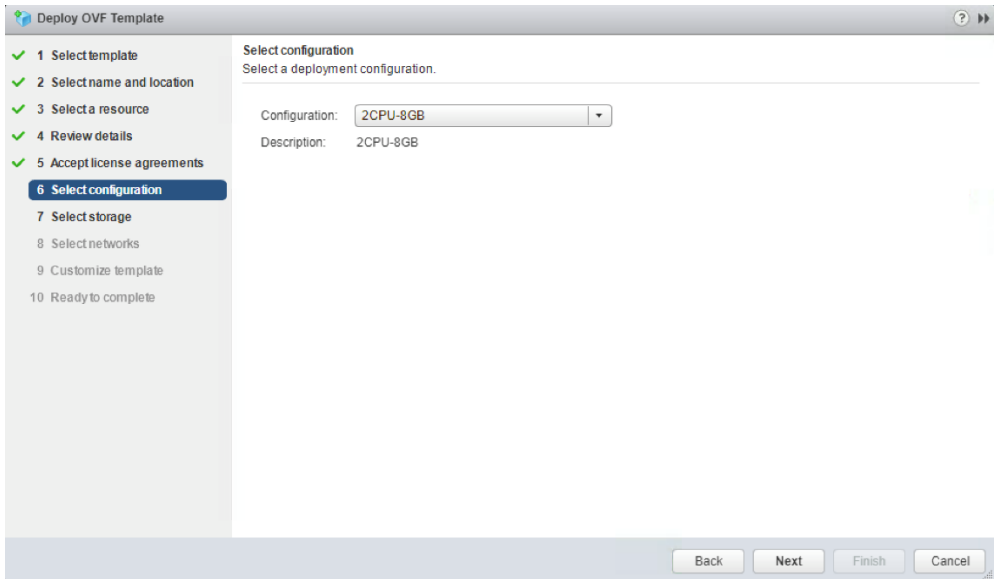 Deploy OVF Template
?
1 Select template
2 Select name and location
3 Select a resource
4 Review details
5 Accept license agreements
6 Select configuration
7 Select storage
8 Select networks
9 Customize template
10 Ready to complete
Select configuration
Select a deployment configuration.
Configuration: 2CPU-8GB
Description: 2CPU-8GB
Back Next Finish Cancel